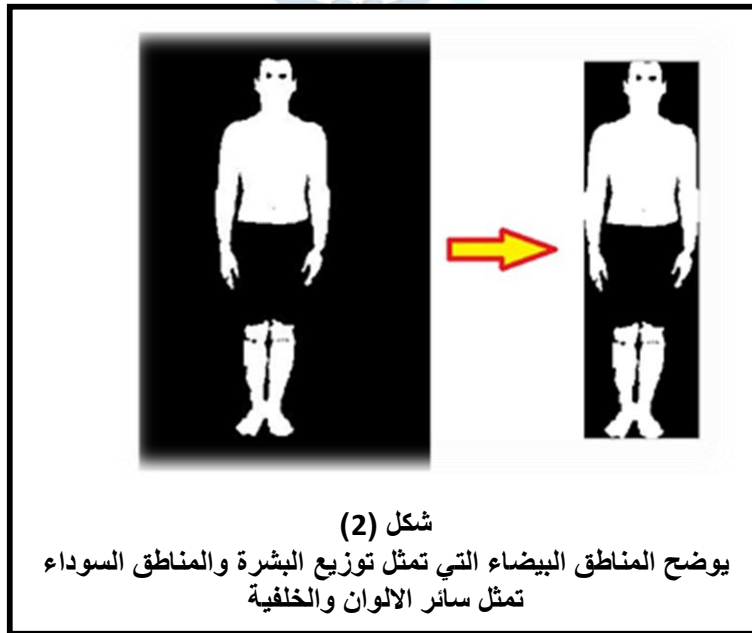 شكل (2)
يوضح المناطق البيضاء التي تمثل توزيع البشرة والمناطق السوداء
تمثل سائر الالوان والخلفية